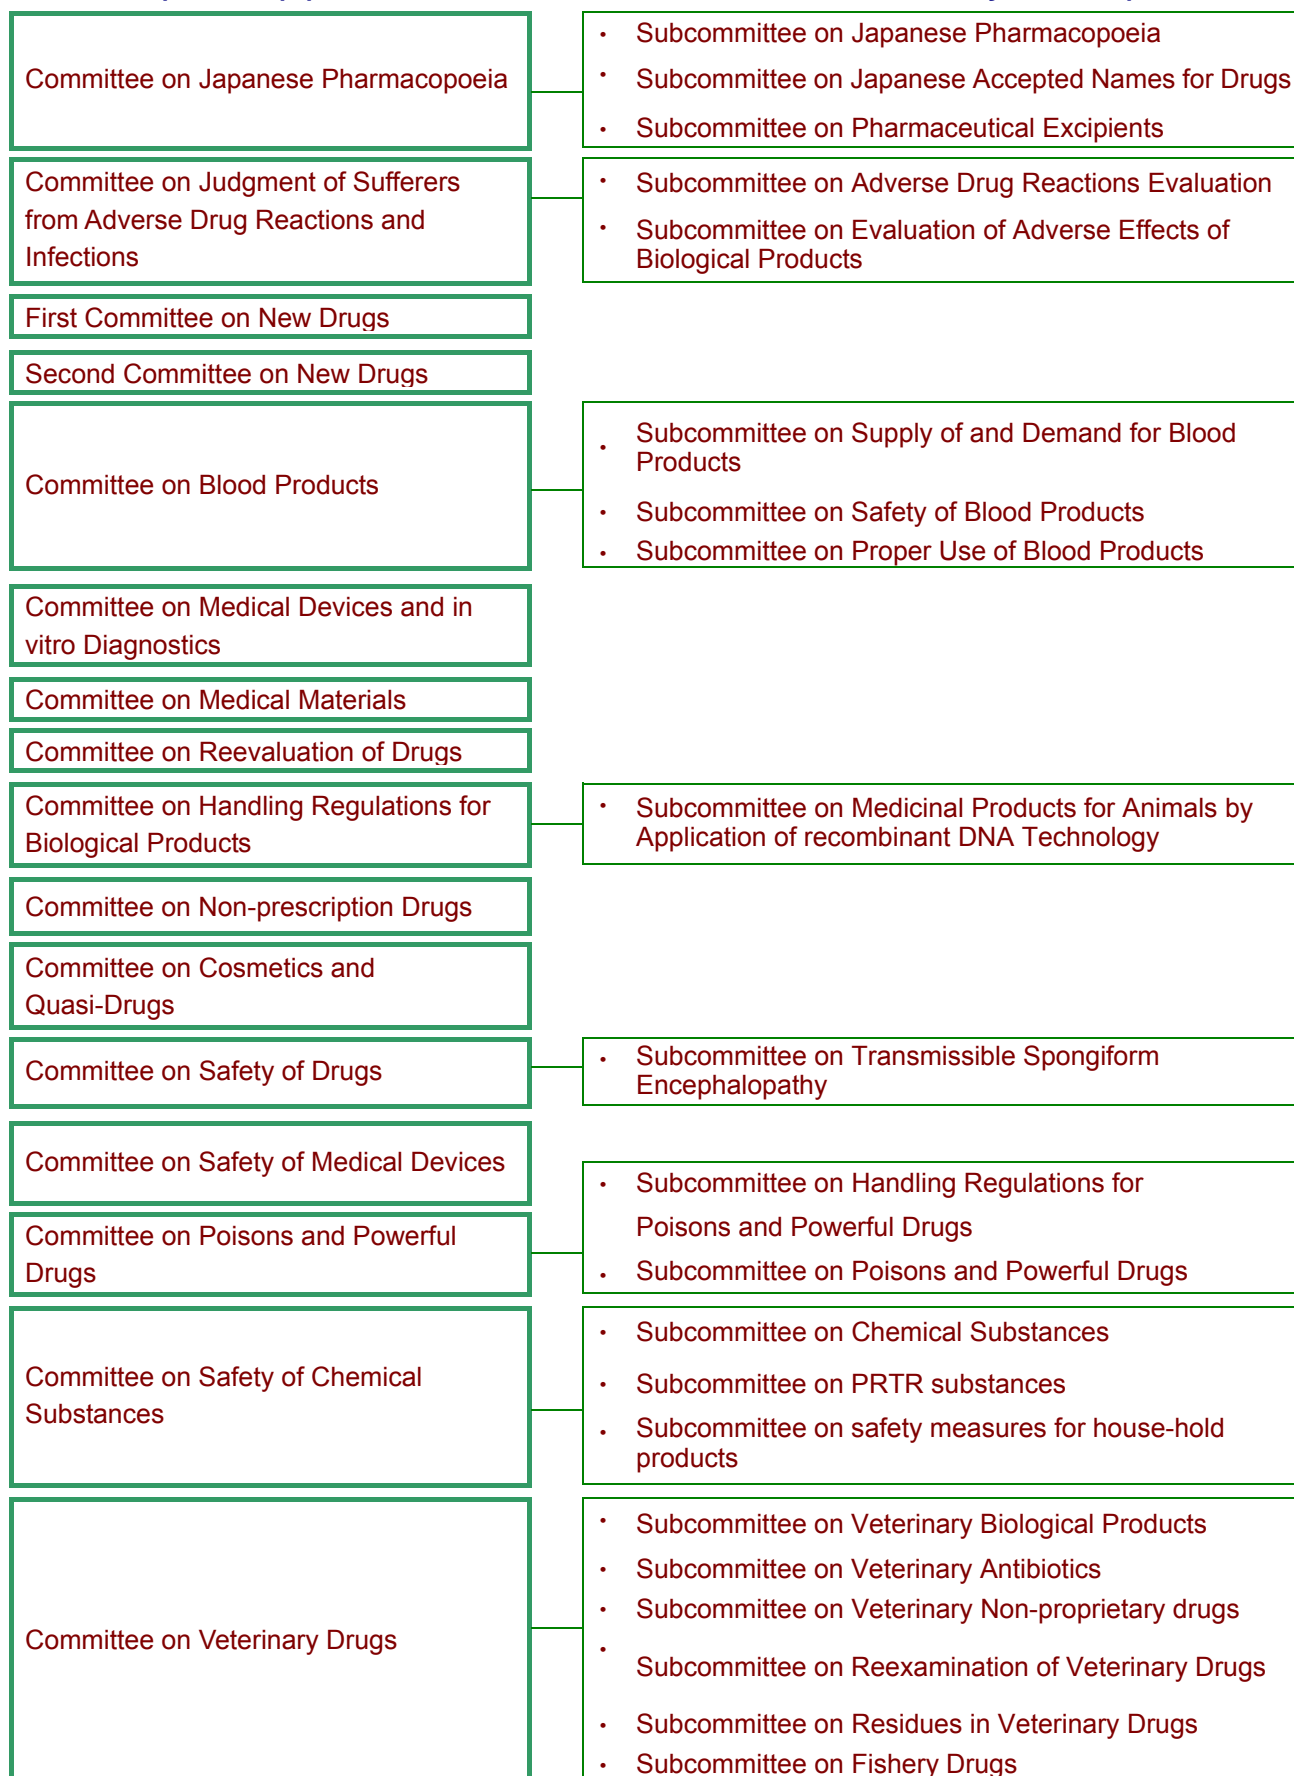 Committee on Japanese Pharmacopoeia
• Subcommittee on Japanese Pharmacopoeia
• Subcommittee on Japanese Accepted Names for Drugs
• Subcommittee on Pharmaceutical Excipients
Committee on Judgment of Sufferers
from Adverse Drug Reactions and
Infections
• Subcommittee on Adverse Drug Reactions Evaluation
• Subcommittee on Evaluation of Adverse Effects of
Biological Products
First Committee on New Drugs
Second Committee on New Drugs
Committee on Blood Products
• Subcommittee on Supply of and Demand for Blood
Products
• Subcommittee on Safety of Blood Products
• Subcommittee on Proper Use of Blood Products
Committee on Medical Devices and in
vitro Diagnostics
Committee on Medical Materials
Committee on Reevaluation of Drugs
Committee on Handling Regulations for
Biological Products
• Subcommittee on Medicinal Products for Animals by
Application of recombinant DNA Technology
Committee on Non-prescription Drugs
Committee on Cosmetics and
Quasi-Drugs
Committee on Safety of Drugs
• Subcommittee on Transmissible Spongiform
Encephalopathy
Committee on Safety of Medical Devices
Committee on Poisons and Powerful
Drugs
• Subcommittee on Handling Regulations for
Poisons and Powerful Drugs
• Subcommittee on Poisons and Powerful Drugs
Committee on Safety of Chemical
Substances
• Subcommittee on Chemical Substances
• Subcommittee on PRTR substances
• Subcommittee on safety measures for house-hold
products
Committee on Veterinary Drugs
• Subcommittee on Veterinary Biological Products
• Subcommittee on Veterinary Antibiotics
• Subcommittee on Veterinary Non-proprietary drugs
• Subcommittee on Reexamination of Veterinary Drugs
• Subcommittee on Residues in Veterinary Drugs
• Subcommittee on Fishery Drugs